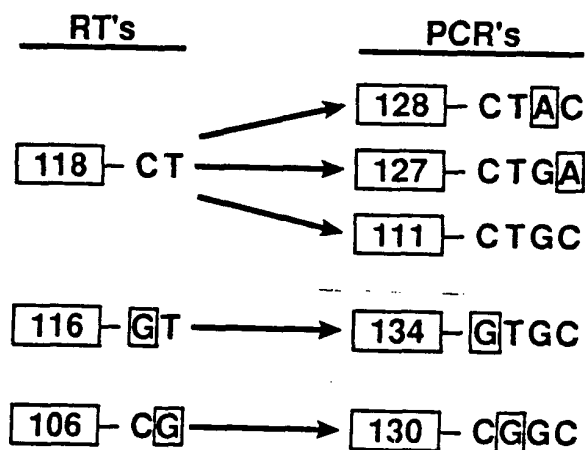 RT's PCR's
128 - CTAC
118 - CT 127 - CTGA
111 - CTGC
116 - GT 134 - GTGC
106 - CG 130 - CGGC